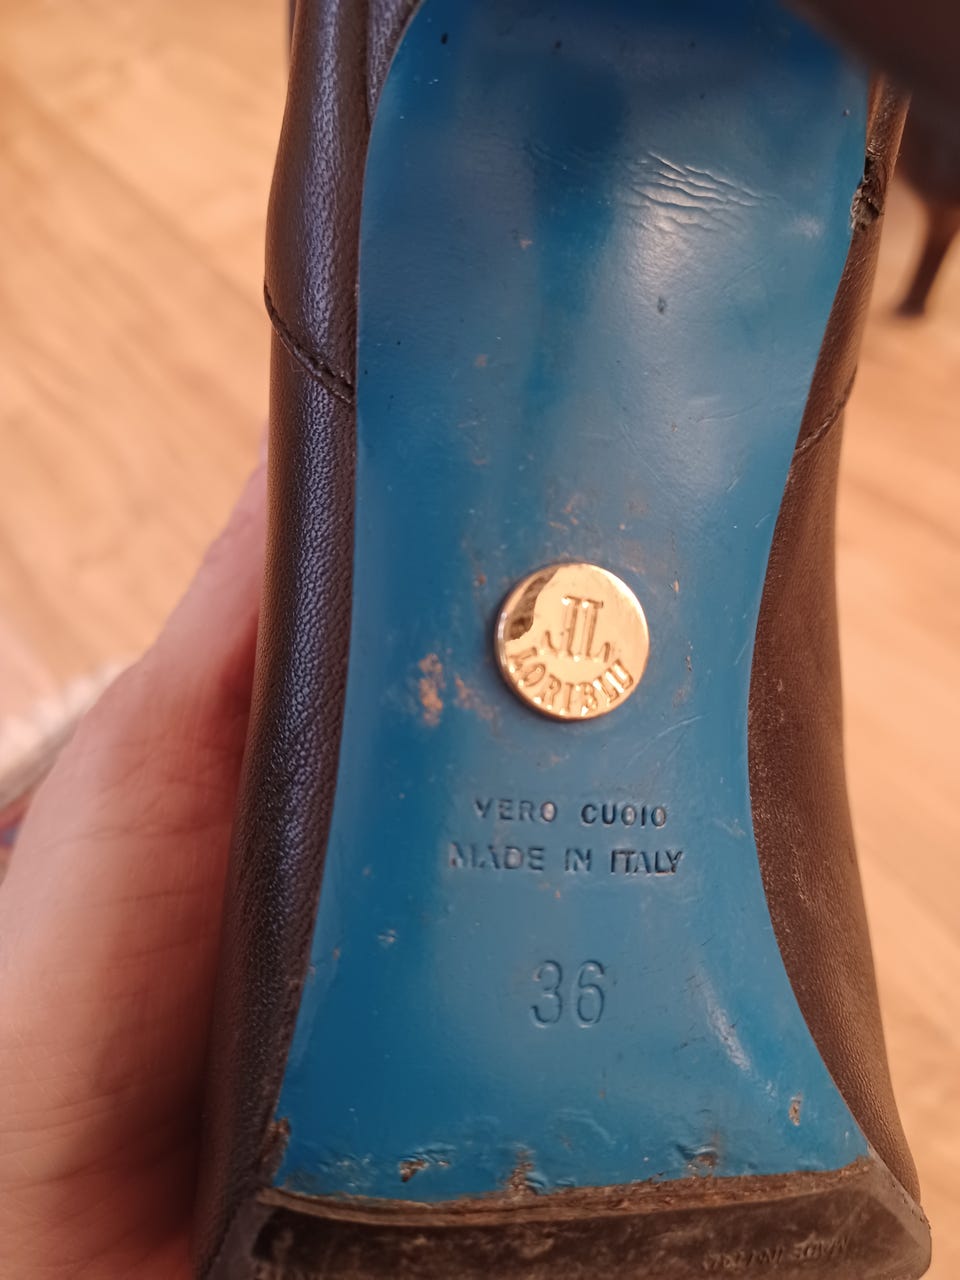 JL
LORIBLU
VERO CUOIO
MADE IN ITALY
36